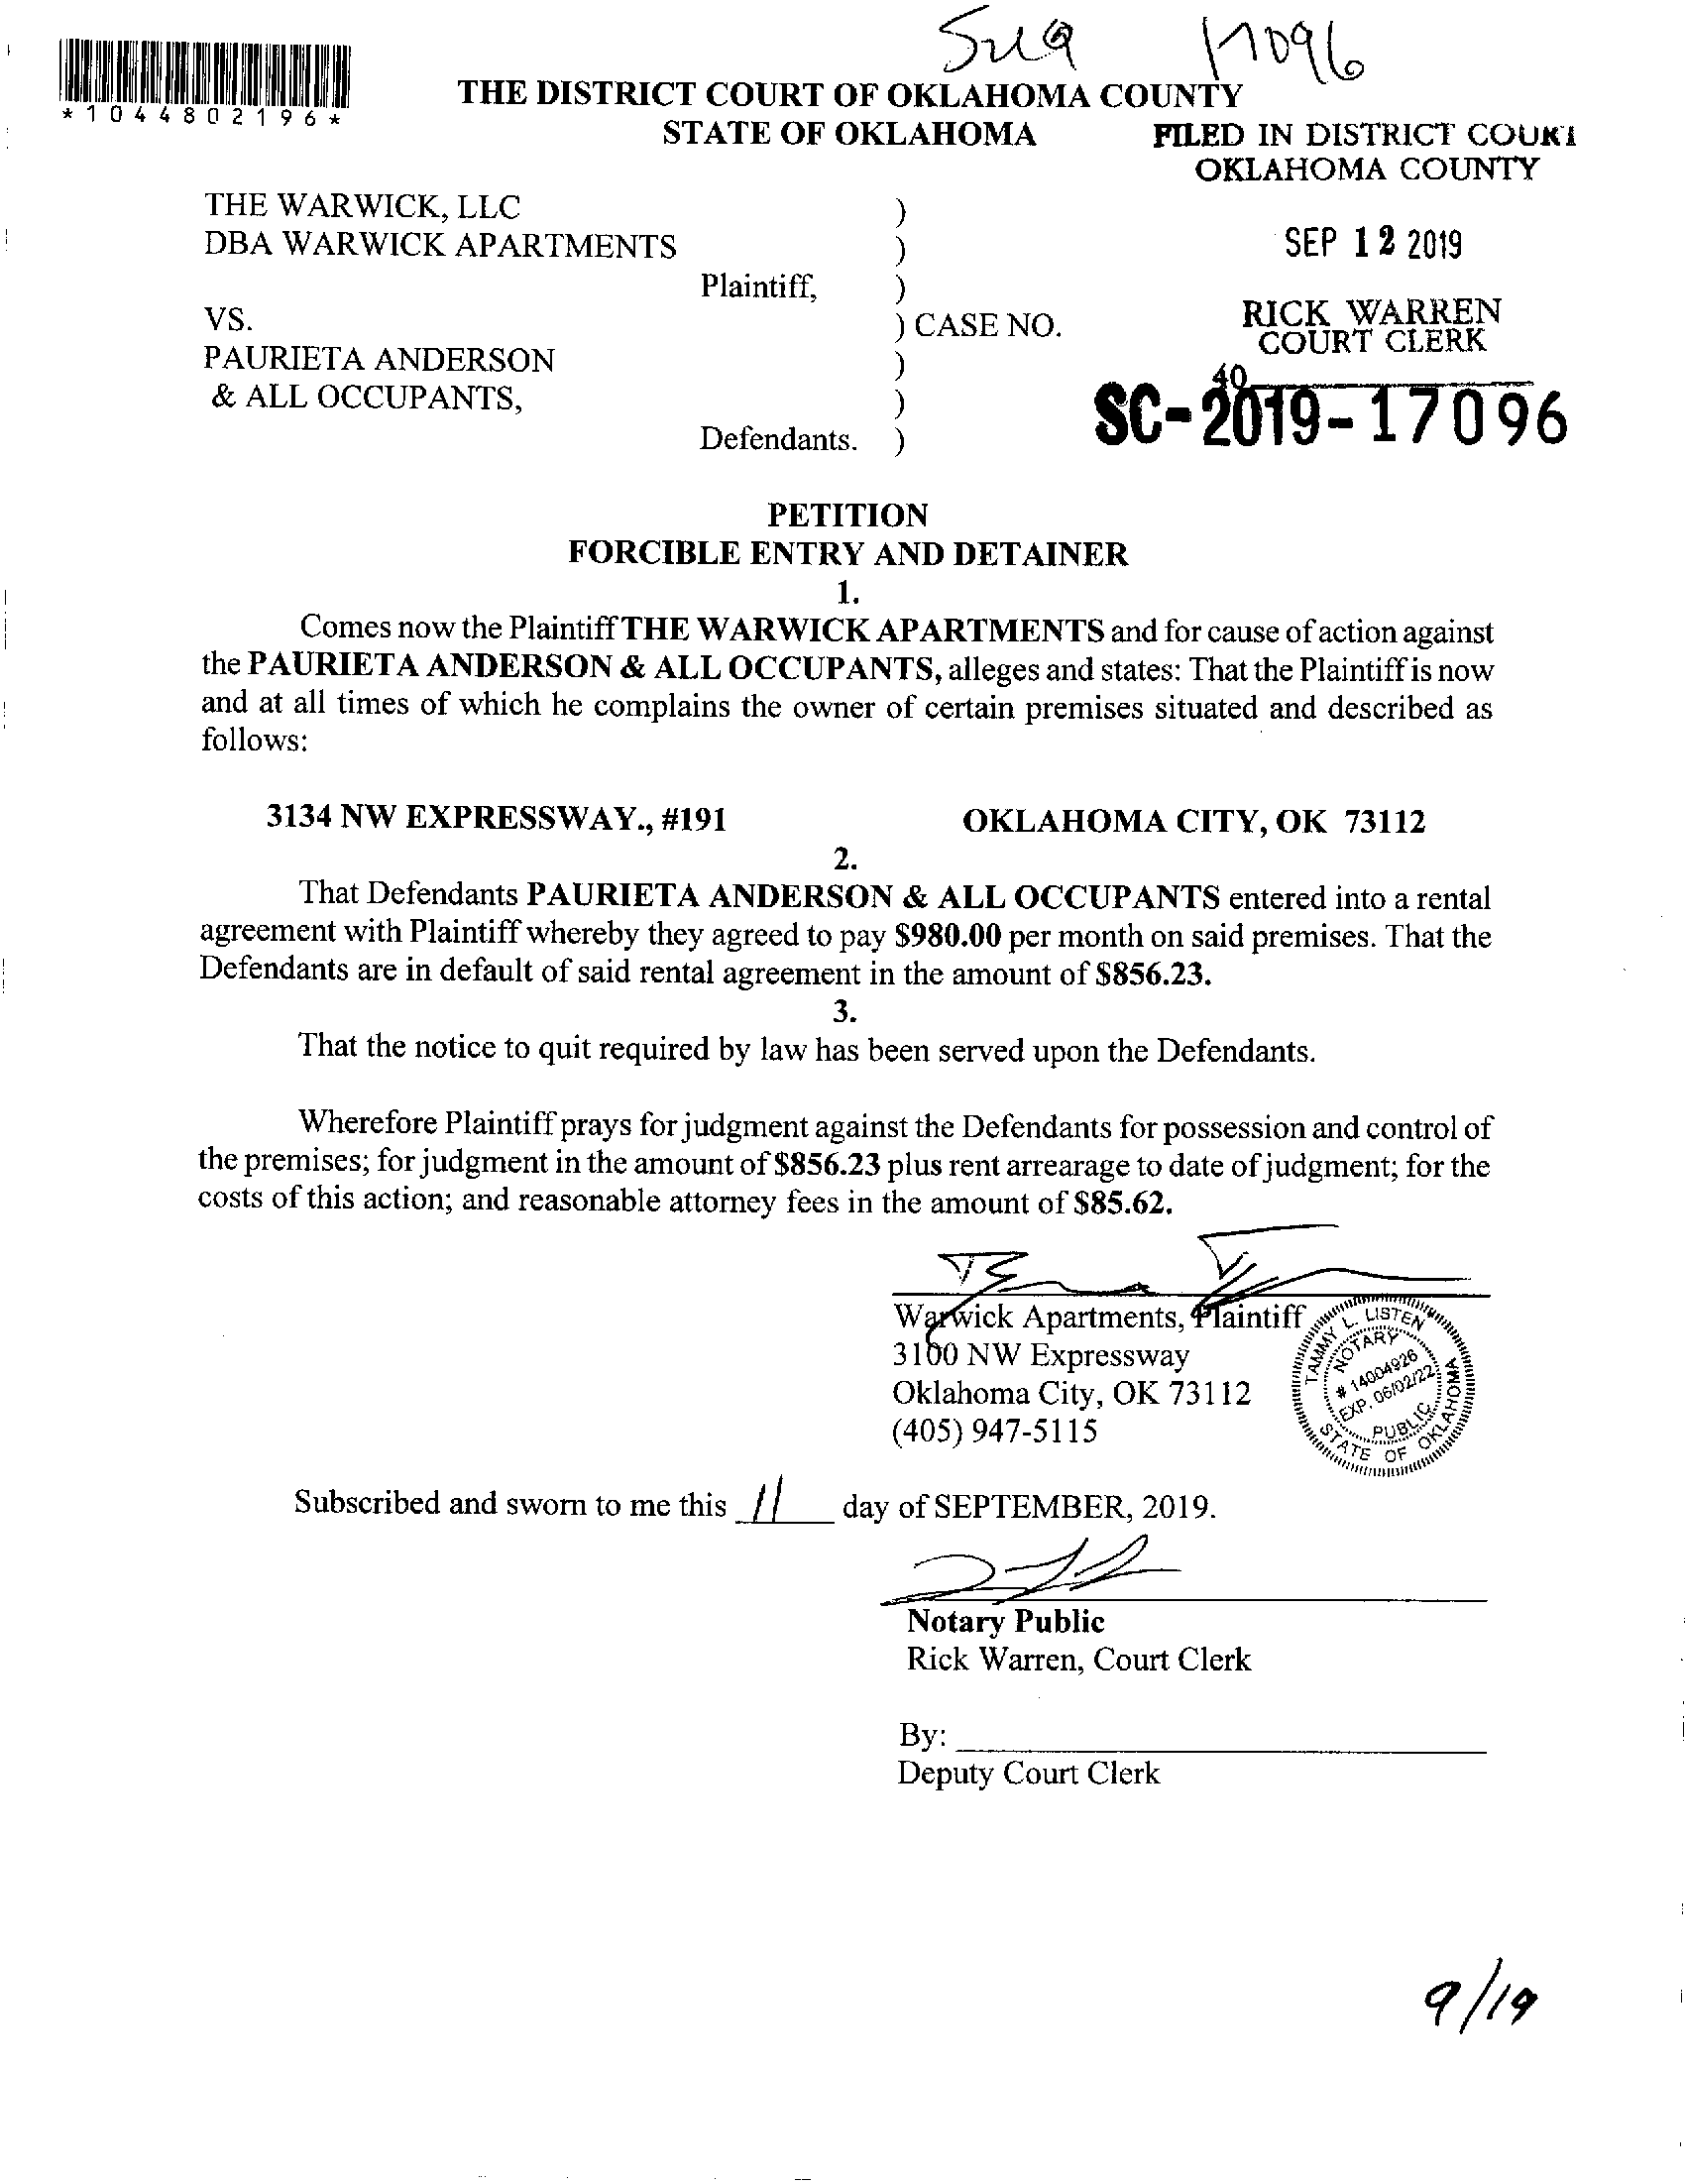 17096
*1044802196*
THE DISTRICT COURT OF OKLAHOMA COUNTY
STATE OF OKLAHOMA
FILED IN DISTRICT COURT
OKLAHOMA COUNTY
SEP 12 2019
RICK WARREN
COURT CLERK
40
SC-2019-17096
THE WARWICK, LLC )
DBA WARWICK APARTMENTS )
Plaintiff, )
VS. ) CASE NO.
PAURIETA ANDERSON )
& ALL OCCUPANTS, )
Defendants. )
PETITION
FORCIBLE ENTRY AND DETAINER
1.
Comes now the Plaintiff THE WARWICK APARTMENTS and for cause of action against
the PAURIETA ANDERSON & ALL OCCUPANTS, alleges and states: That the Plaintiff is now
and at all times of which he complains the owner of certain premises situated and described as
follows:
3134 NW EXPRESSWAY., #191 OKLAHOMA CITY, OK 73112
2.
That Defendants PAURIETA ANDERSON & ALL OCCUPANTS entered into a rental
agreement with Plaintiff whereby they agreed to pay $980.00 per month on said premises. That the
Defendants are in default of said rental agreement in the amount of $856.23.
3.
That the notice to quit required by law has been served upon the Defendants.
Wherefore Plaintiff prays for judgment against the Defendants for possession and control of
the premises; for judgment in the amount of $856.23 plus rent arrearage to date of judgment; for the
costs of this action; and reasonable attorney fees in the amount of $85.62.
Warwick Apartments, Plaintiff
3100 NW Expressway
Oklahoma City, OK 73112
(405) 947-5115
TAMMY L. LISTEN
NOTARY
# 14004926
EXP. 06/02/22
PUBLIC
STATE OF OKLAHOMA
Subscribed and sworn to me this 11 day of SEPTEMBER, 2019.
Notary Public
Rick Warren, Court Clerk
By:
Deputy Court Clerk
9/19